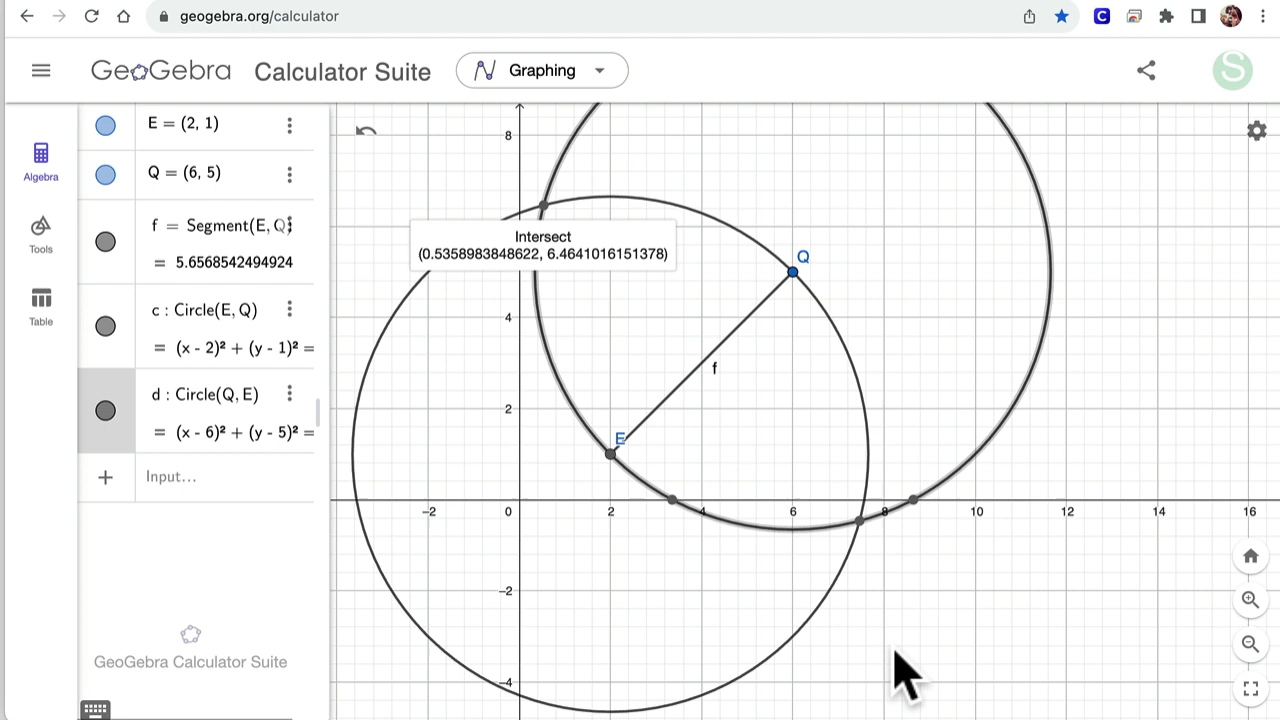 geogebra.org/calculator
GeoGebra Calculator Suite Graphing S
E = (2, 1)
Q = (6, 5)
f = Segment(E, Q)
= 5.6568542494924
c : Circle(E, Q)
= (x - 2)² + (y - 1)² =
d : Circle(Q, E)
= (x - 6)² + (y - 5)² =
+ Input…
Algebra
Tools
Table
GeoGebra Calculator Suite
Intersect
(0.5358983848622, 6.4641016151378)
Q
f
E
8
4
2
−2 0 2 4 6 8 10 12 14 16
−2
−4